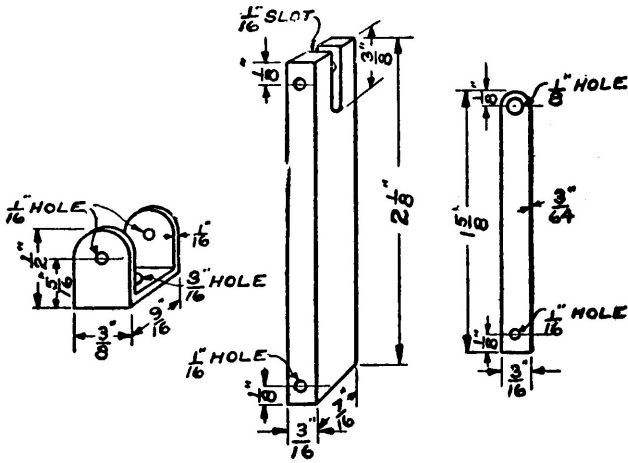 1/16" SLOT
1/8"
3/8"
2 1/8"
1/16" HOLE
1/8"
3/16"
7/16"
1/16" HOLE
1/2"
5/16"
1/16"
3/16" HOLE
3/8"
9/16"
1/8"
1/8" HOLE
1 5/8"
3/64"
1/16" HOLE
1/8"
3/16"